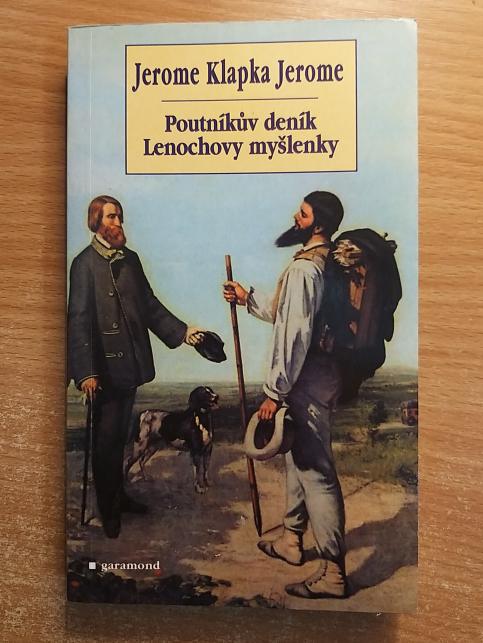 Jerome Klapka Jerome
Poutníkův deník
Lenochovy myšlenky
garamond